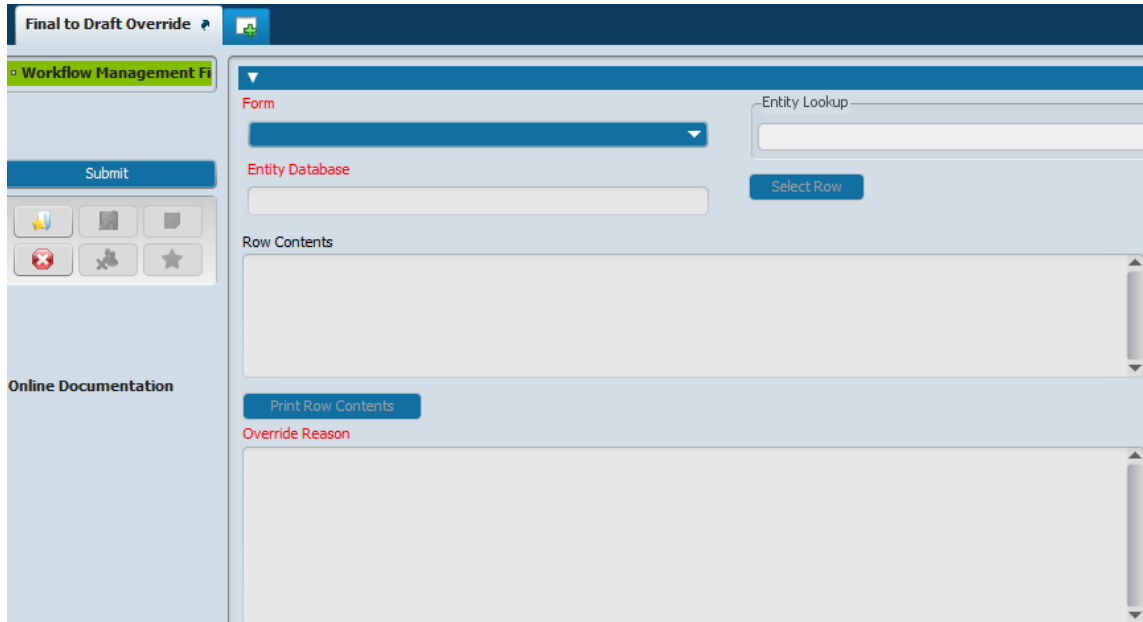 Final to Draft Override
Workflow Management Fi
Submit
Online Documentation
Form
Entity Lookup
Entity Database
Select Row
Row Contents
Print Row Contents
Override Reason